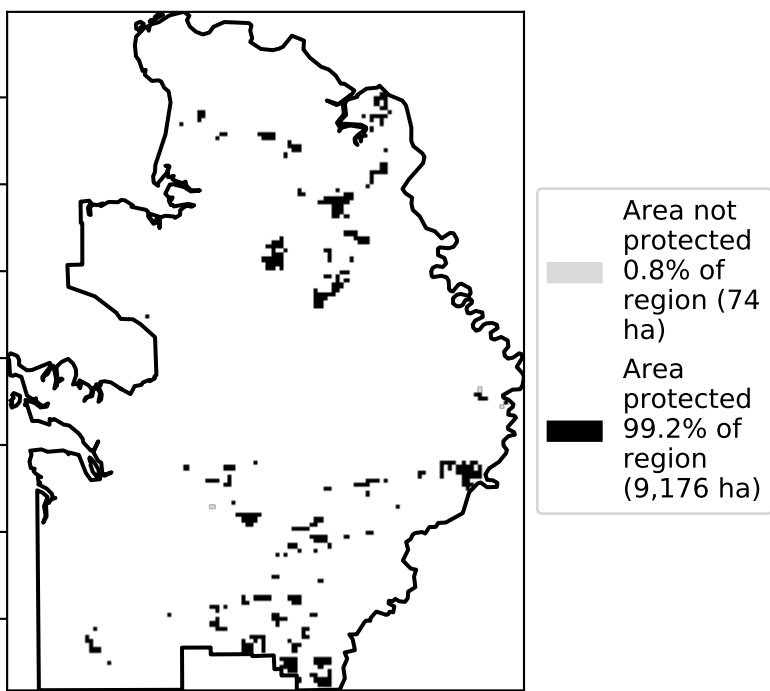 Area not
protected
0.8% of
region (74
ha)
Area
protected
99.2% of
region
(9,176 ha)